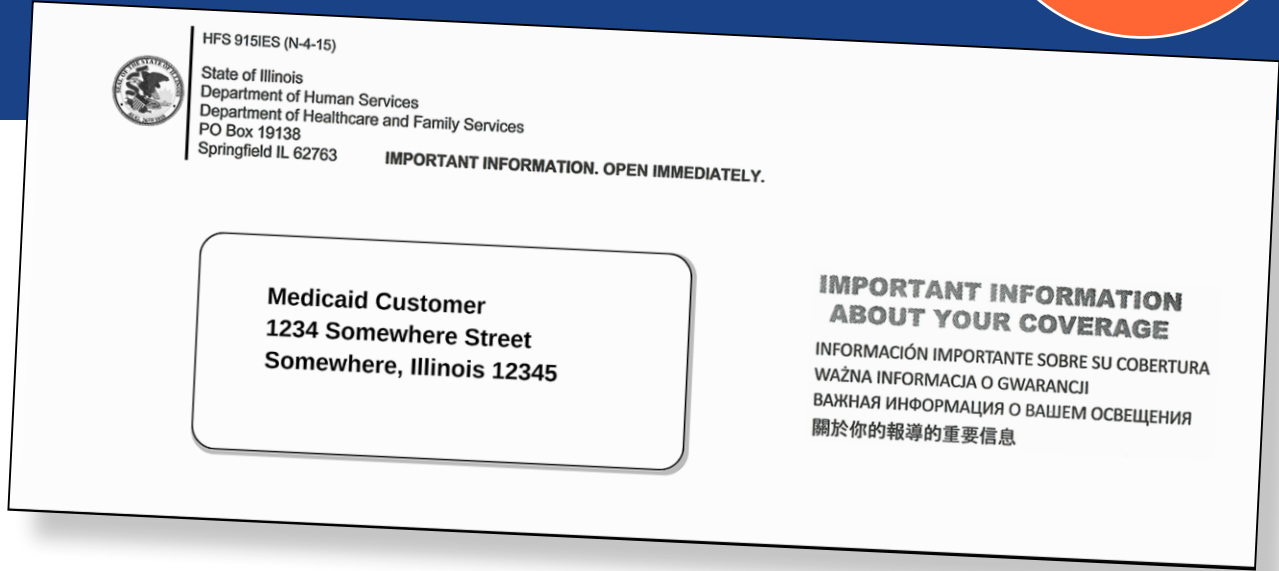 HFS 915IES (N-4-15)
State of Illinois
Department of Human Services
Department of Healthcare and Family Services
PO Box 19138
Springfield IL 62763
IMPORTANT INFORMATION. OPEN IMMEDIATELY.
Medicaid Customer
1234 Somewhere Street
Somewhere, Illinois 12345
IMPORTANT INFORMATION
ABOUT YOUR COVERAGE
INFORMACIÓN IMPORTANTE SOBRE SU COBERTURA
WAŻNA INFORMACJA O GWARANCJI
ВАЖНАЯ ИНФОРМАЦИЯ О ВАШЕМ ОСВЕЩЕНИЯ
關於你的報導的重要信息